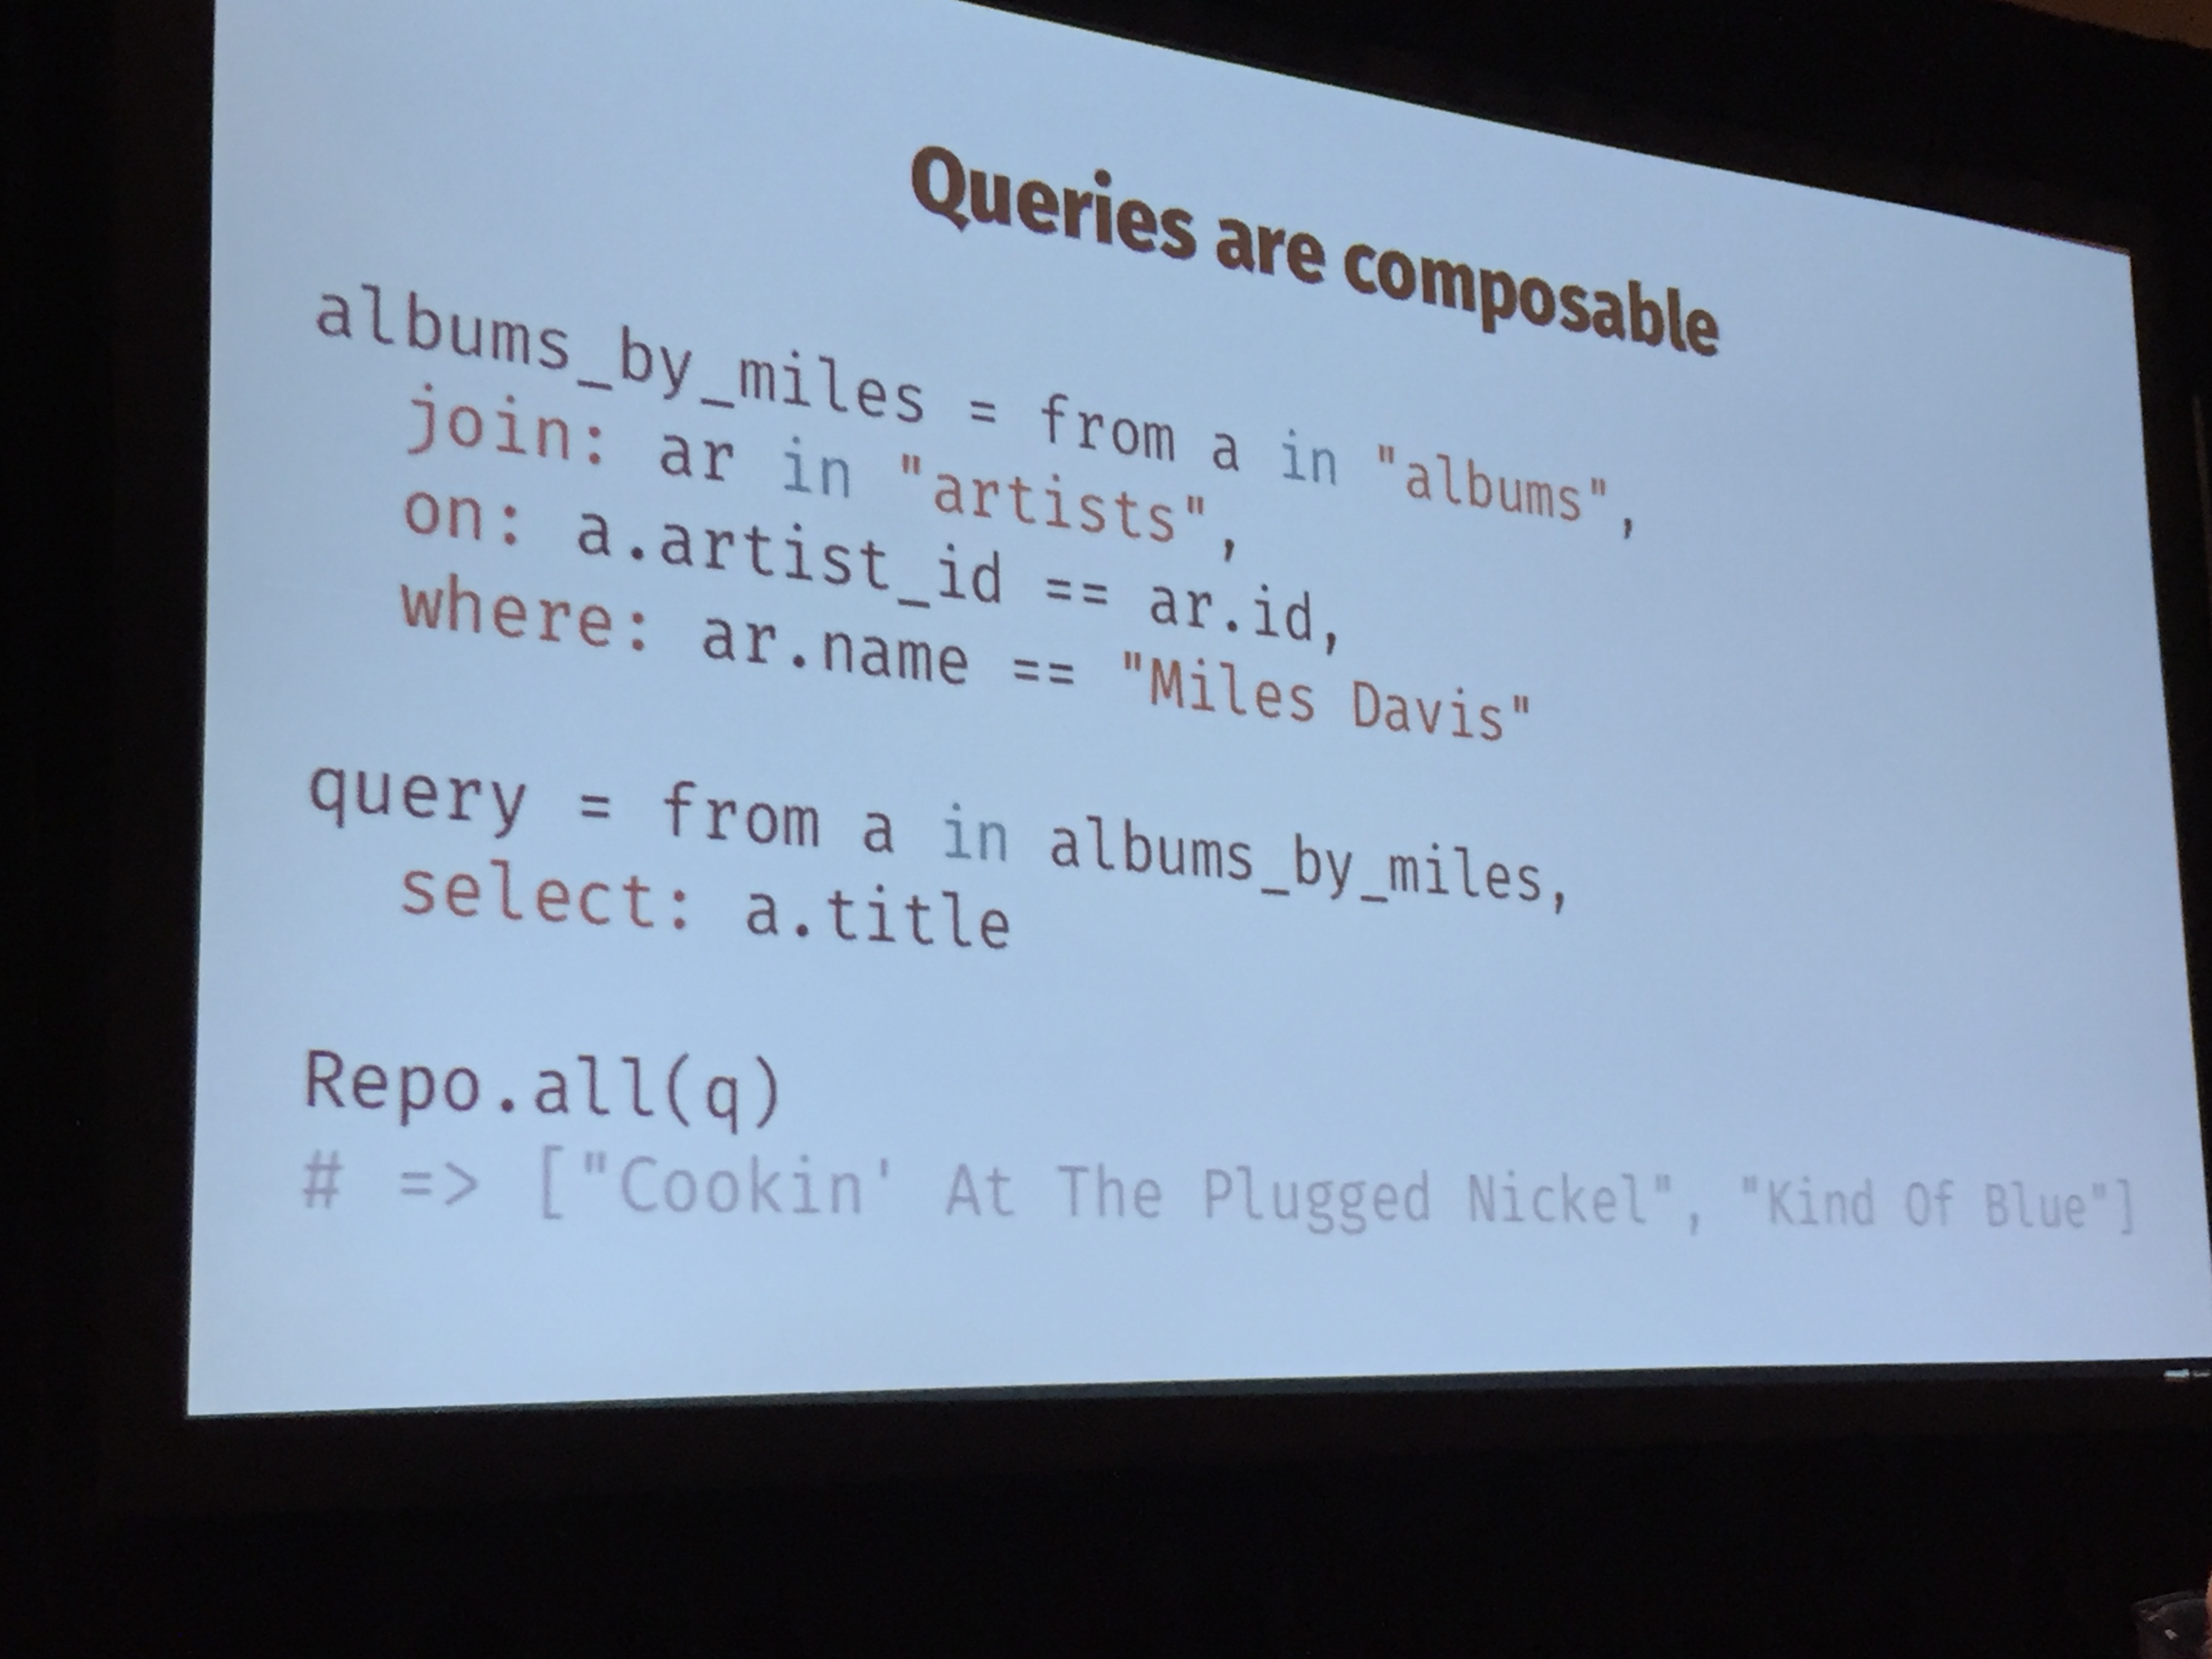 Queries are composable
albums_by_miles = from a in "albums",
join: ar in "artists",
on: a.artist_id == ar.id,
where: ar.name == "Miles Davis"
query = from a in albums_by_miles,
select: a.title
Repo.all(q)
# => ["Cookin' At The Plugged Nickel", "Kind Of Blue"]